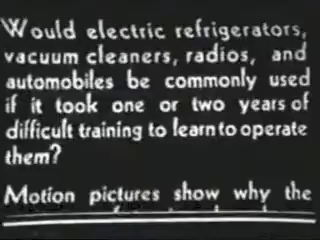 Would electric refrigerators,
vacuum cleaners, radios, and
automobiles be commonly used
if it took one or two years of
difficult training to learn to operate
them?
Motion pictures show why the